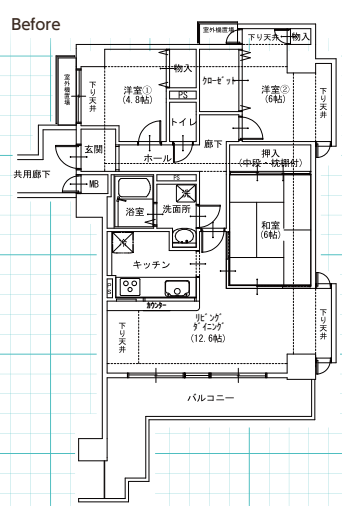 Before
室外機置場
下り天井
物入
室外機置場
下り天井
洋室①
(4.8帖)
物入
クローゼット
洋室②
(6帖)
下り天井
PS
トイレ
玄関
ホール
廊下
押入
(中段・枕棚付)
共用廊下
MB
PS
浴室
洗面所
洗
和室
(6帖)
冷
キッチン
PS
カウンター
リビング
ダイニング
(12.6帖)
下り天井
下り天井
バルコニー